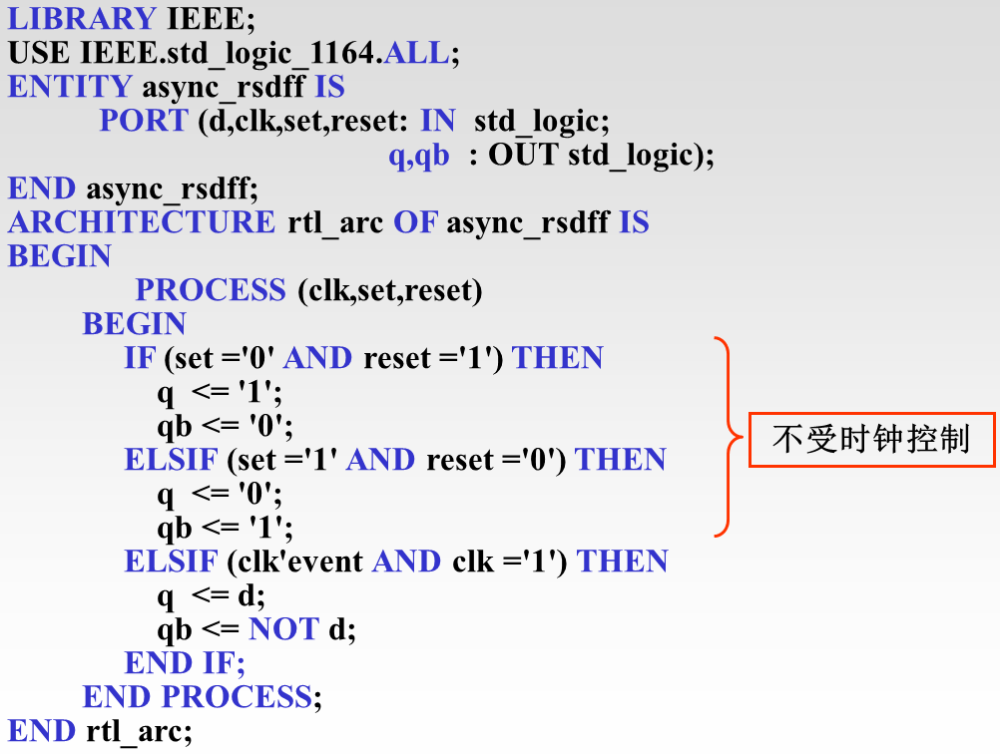 LIBRARY IEEE;
USE IEEE.std_logic_1164.ALL;
ENTITY async_rsdff IS
PORT (d,clk,set,reset: IN std_logic;
q,qb : OUT std_logic);
END async_rsdff;
ARCHITECTURE rtl_arc OF async_rsdff IS
BEGIN
PROCESS (clk,set,reset)
BEGIN
IF (set ='0' AND reset ='1') THEN
q <= '1';
qb <= '0';
ELSIF (set ='1' AND reset ='0') THEN
q <= '0';
qb <= '1';
不受时钟控制
ELSIF (clk'event AND clk ='1') THEN
q <= d;
qb <= NOT d;
END IF;
END PROCESS;
END rtl_arc;